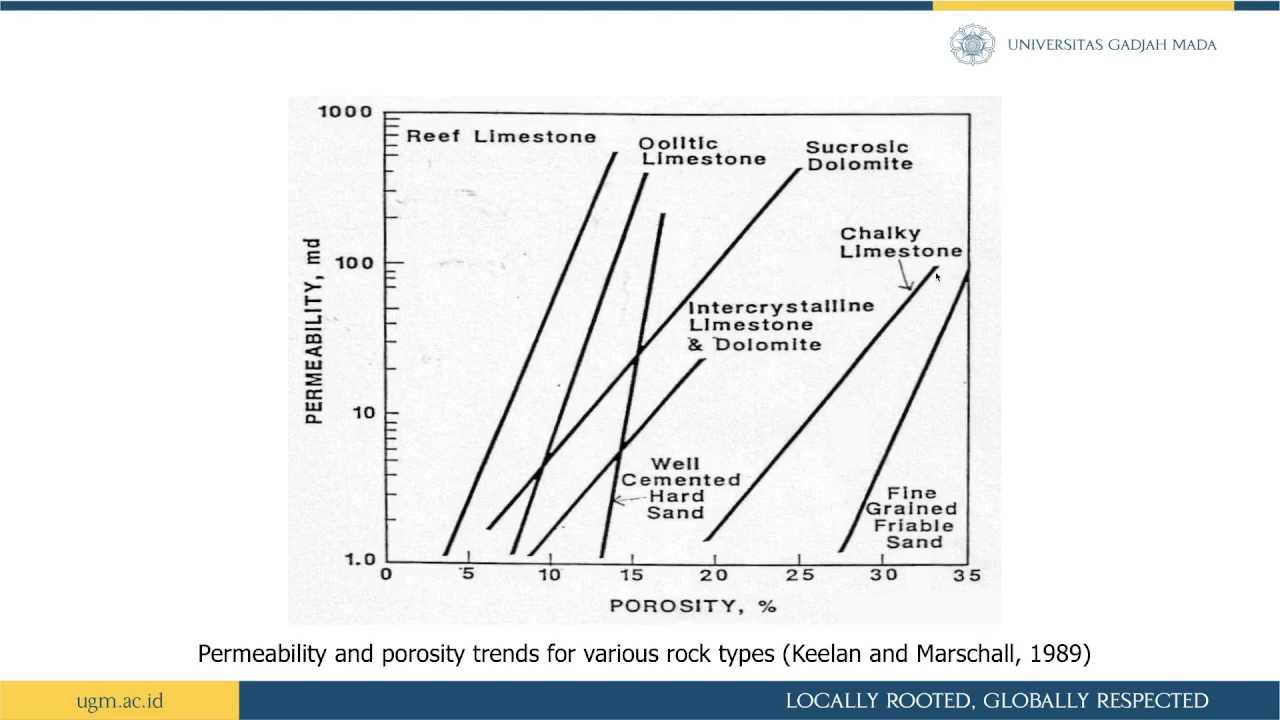 UNIVERSITAS GADJAH MADA
1000
Reef Limestone
Oolitic
Limestone
Sucrosic
Dolomite
Chalky
Limestone
100
PERMEABILITY, md
Intercrystalline
Limestone
& Dolomite
10
Well
Cemented
Hard
Sand
Fine
Grained
Friable
Sand
1.0
0 5 10 15 20 25 30 35
POROSITY, %
Permeability and porosity trends for various rock types (Keelan and Marschall, 1989)
ugm.ac.id
LOCALLY ROOTED, GLOBALLY RESPECTED